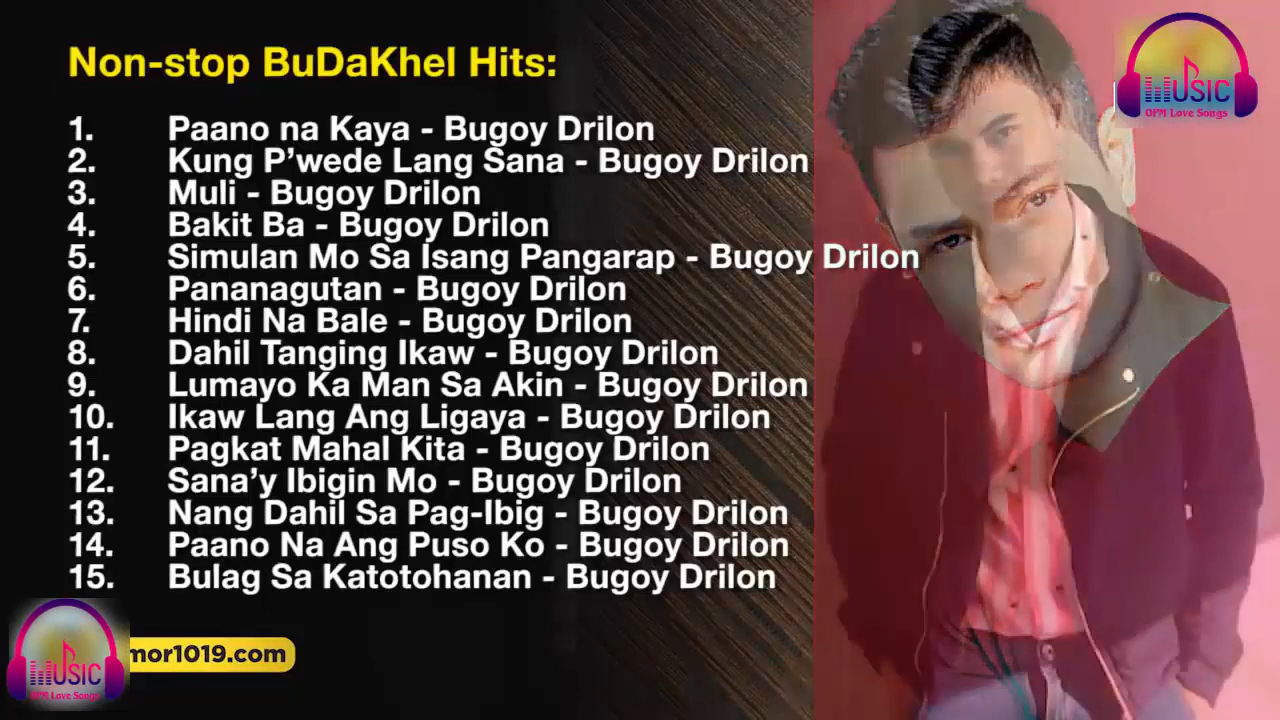 Non-stop BuDaKhel Hits:
1. Paano na Kaya - Bugoy Drilon
2. Kung P’wede Lang Sana - Bugoy Drilon
3. Muli - Bugoy Drilon
4. Bakit Ba - Bugoy Drilon
5. Simulan Mo Sa Isang Pangarap - Bugoy Drilon
6. Pananagutan - Bugoy Drilon
7. Hindi Na Bale - Bugoy Drilon
8. Dahil Tanging Ikaw - Bugoy Drilon
9. Lumayo Ka Man Sa Akin - Bugoy Drilon
10. Ikaw Lang Ang Ligaya - Bugoy Drilon
11. Pagkat Mahal Kita - Bugoy Drilon
12. Sana’y Ibigin Mo - Bugoy Drilon
13. Nang Dahil Sa Pag-Ibig - Bugoy Drilon
14. Paano Na Ang Puso Ko - Bugoy Drilon
15. Bulag Sa Katotohanan - Bugoy Drilon
MUSIC
OPM Love Songs
mor1019.com
MUSIC
OPM Love Songs